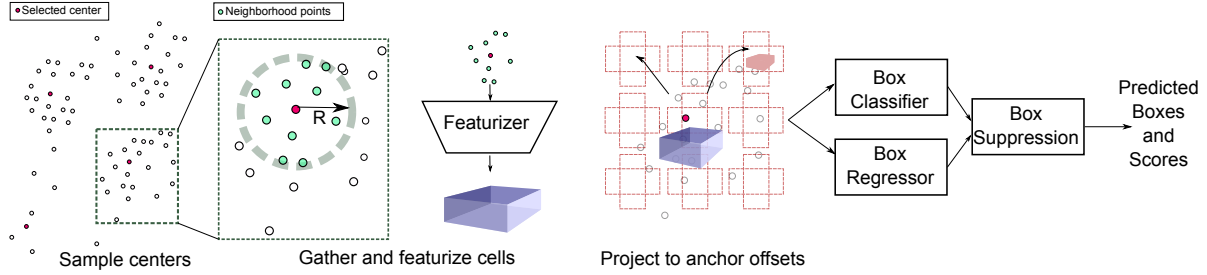 Selected center
Neighborhood points
R
Featurizer
Box
Classifier
Box
Regressor
Box
Suppression
Predicted
Boxes
and
Scores
Sample centers
Gather and featurize cells
Project to anchor offsets